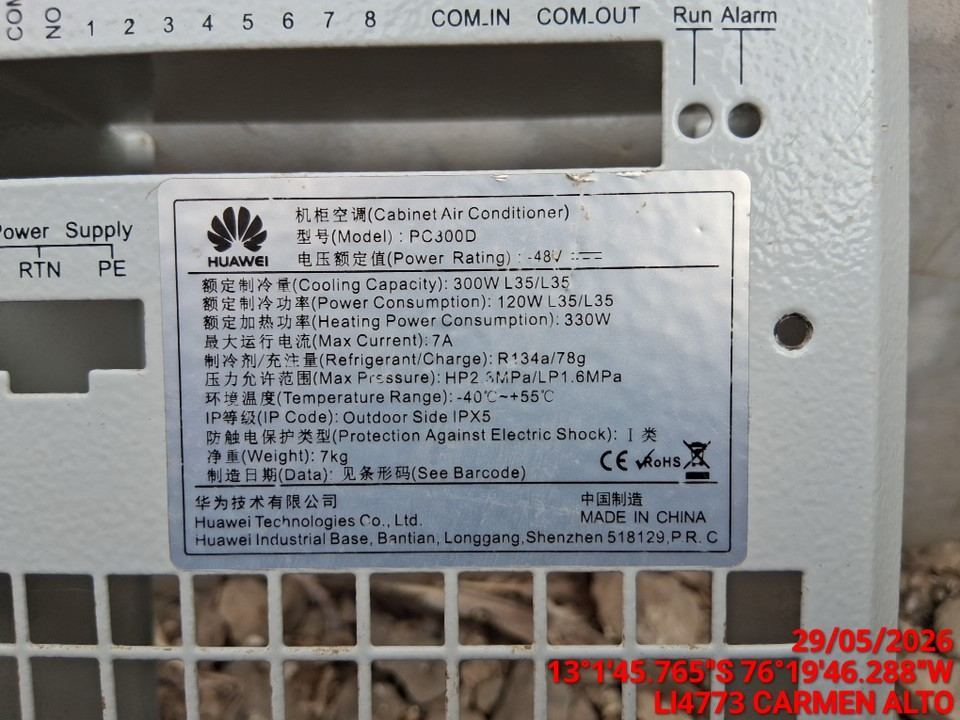 COM
NO
1 2 3 4 5 6 7 8 COM_IN COM_OUT Run Alarm
Power Supply
RTN PE
HUAWEI
机柜空调(Cabinet Air Conditioner)
型号(Model) : PC300D
电压额定值(Power Rating) : -48V
额定制冷量(Cooling Capacity): 300W L35/L35
额定制冷功率(Power Consumption): 120W L35/L35
额定加热功率(Heating Power Consumption): 330W
最大运行电流(Max Current): 7A
制冷剂/充注量(Refrigerant/Charge): R134a/78g
压力允许范围(Max Pressure): HP2.5MPa/LP1.6MPa
环境温度(Temperature Range): -40℃~+55℃
IP等级(IP Code): Outdoor Side IPX5
防触电保护类型(Protection Against Electric Shock): I 类
净重(Weight): 7kg
制造日期(Data): 见条形码(See Barcode)
CE RoHS
华为技术有限公司
Huawei Technologies Co., Ltd.
Huawei Industrial Base, Bantian, Longgang,Shenzhen 518129,P.R. C
中国制造
MADE IN CHINA
29/05/2026
13°1'45.765"S 76°19'46.288"W
LI4773 CARMEN ALTO